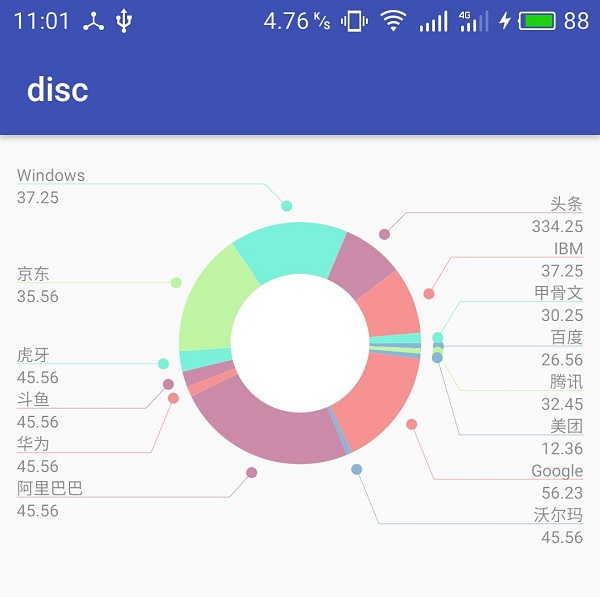 11:01 4.76 K/s 4G 88
disc
Windows
37.25
京东
35.56
虎牙
45.56
斗鱼
45.56
华为
45.56
阿里巴巴
45.56
头条
334.25
IBM
37.25
甲骨文
30.25
百度
26.56
腾讯
32.45
美团
12.36
Google
56.23
沃尔玛
45.56